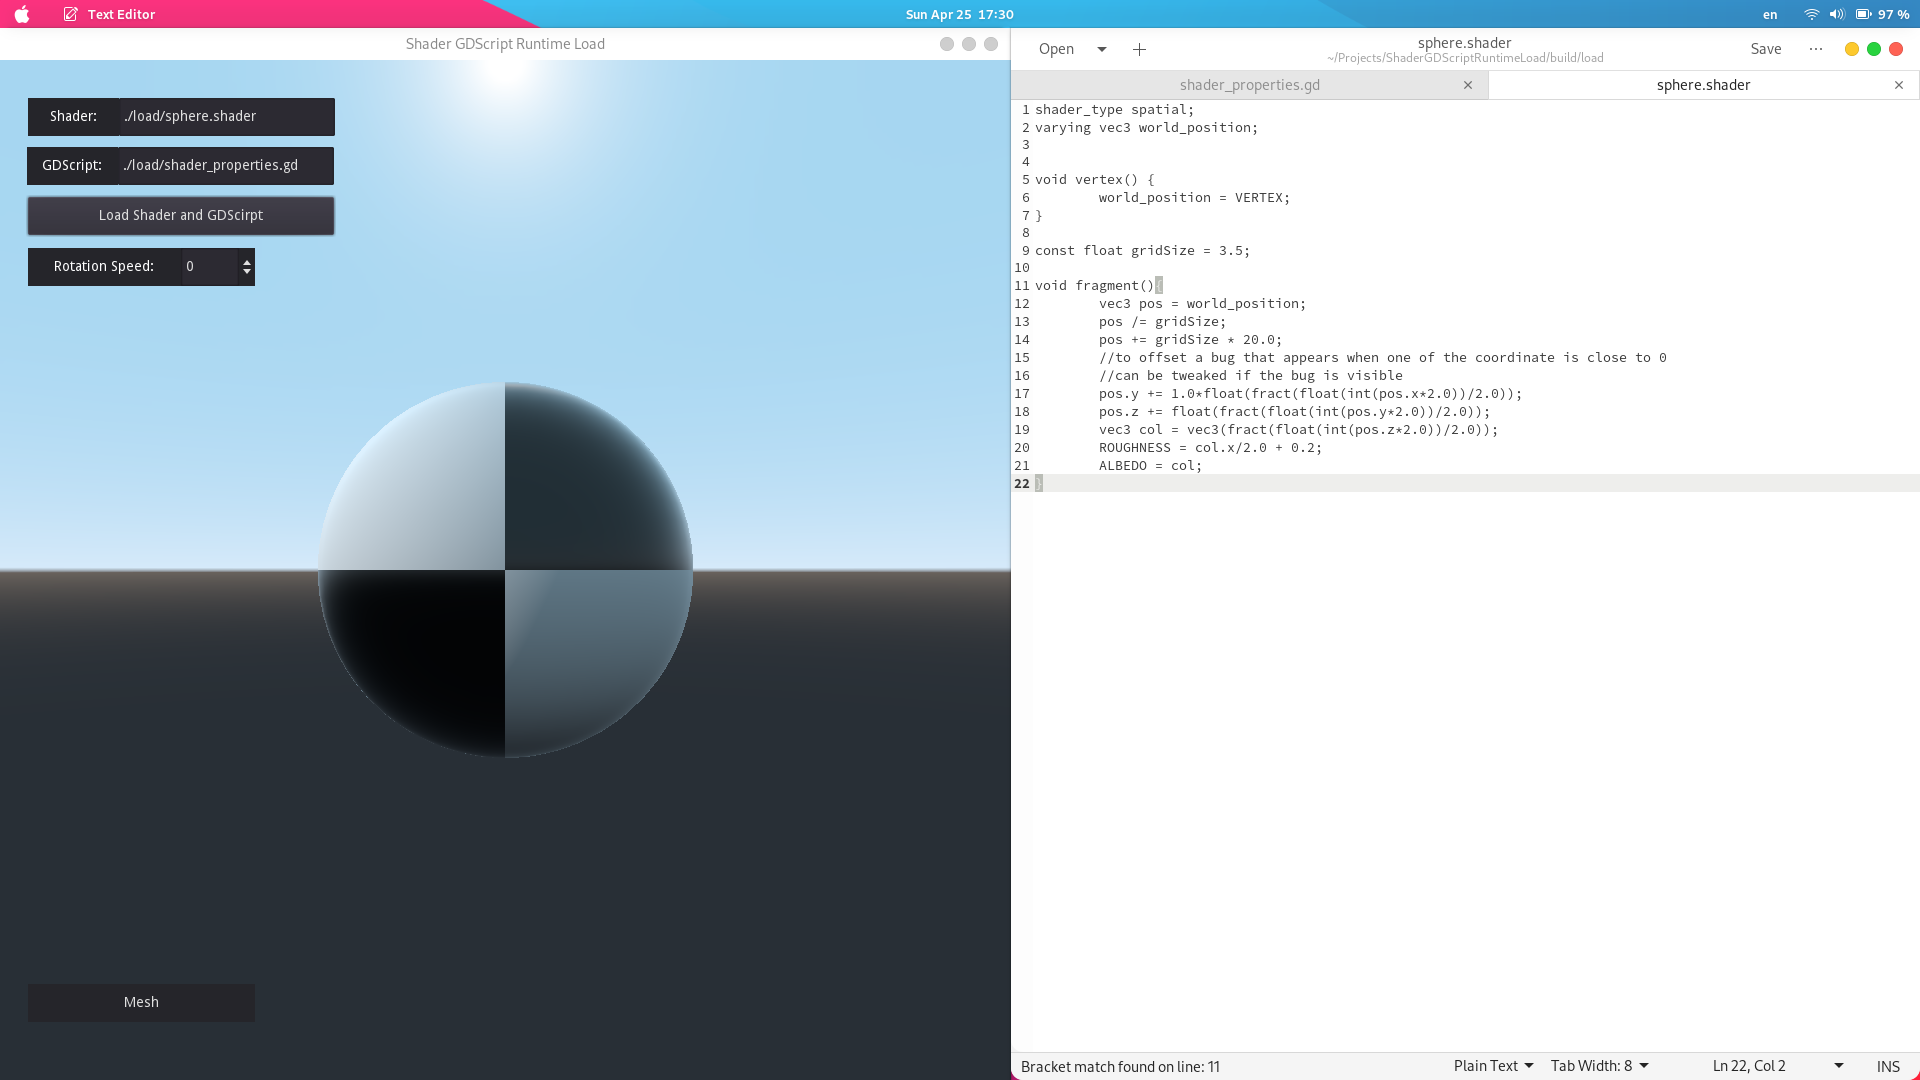 Text Editor
Sun Apr 25 17:30
en
97 %
Shader GDScript Runtime Load
Shader: ./load/sphere.shader
GDScript: ./load/shader_properties.gd
Load Shader and GDScirpt
Rotation Speed: 0
Mesh
Open
sphere.shader
~/Projects/ShaderGDScriptRuntimeLoad/build/load
Save
shader_properties.gd
sphere.shader
1 shader_type spatial;
2 varying vec3 world_position;
3
4
5 void vertex() {
6 world_position = VERTEX;
7 }
8
9 const float gridSize = 3.5;
10
11 void fragment(){
12 vec3 pos = world_position;
13 pos /= gridSize;
14 pos += gridSize * 20.0;
15 //to offset a bug that appears when one of the coordinate is close to 0
16 //can be tweaked if the bug is visible
17 pos.y += 1.0*float(fract(float(int(pos.x*2.0))/2.0));
18 pos.z += float(fract(float(int(pos.y*2.0))/2.0));
19 vec3 col = vec3(fract(float(int(pos.z*2.0))/2.0));
20 ROUGHNESS = col.x/2.0 + 0.2;
21 ALBEDO = col;
22 }
Bracket match found on line: 11
Plain Text
Tab Width: 8
Ln 22, Col 2
INS